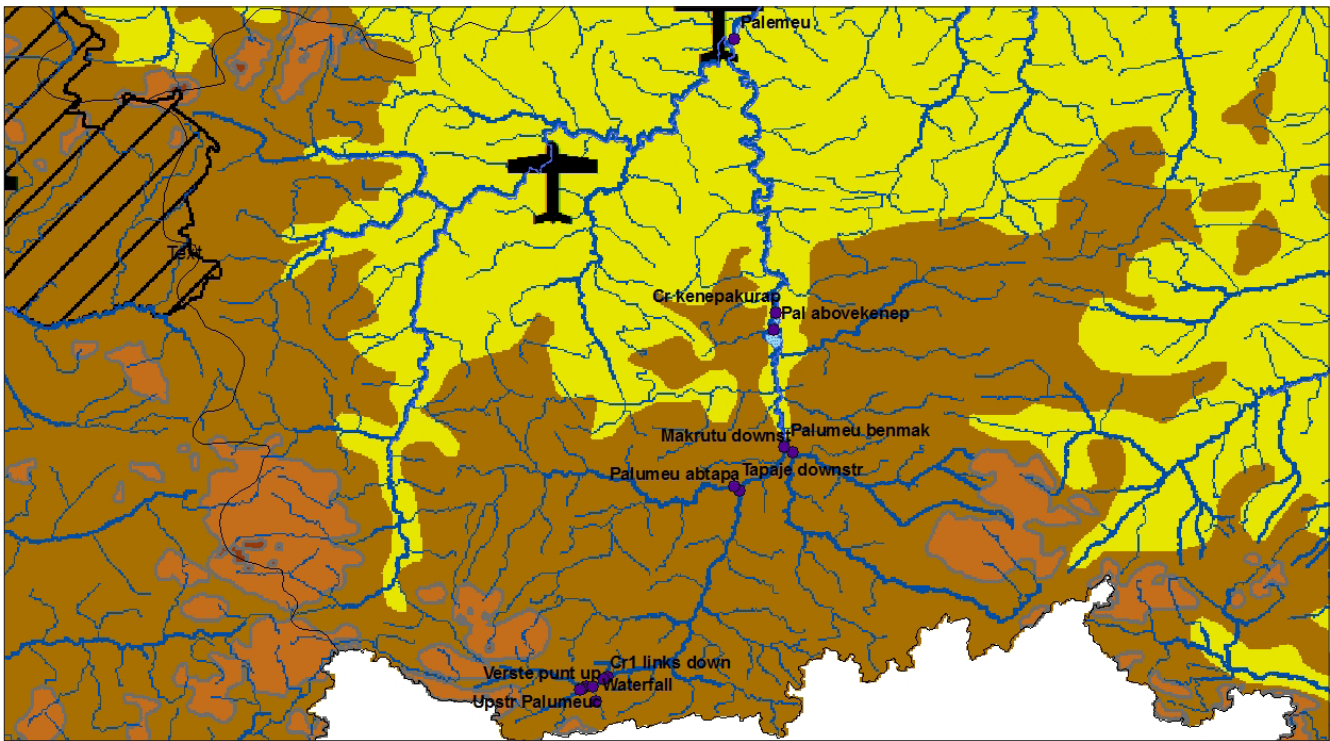 Palemeu
Text
Cr kenepakurap
Pal abovekenep
Makrutu downst
Palumeu benmak
Palumeu abtapa
Tapaje downstr
Cr1 links down
Verste punt up
Waterfall
Upstr Palumeu